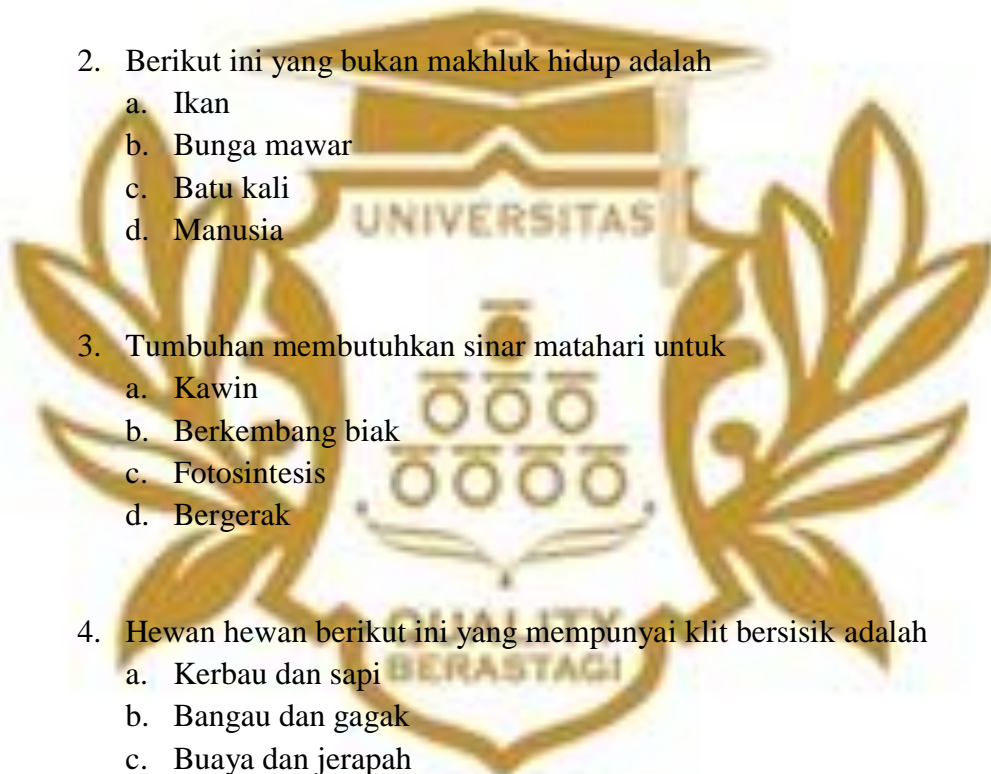 2. Berikut ini yang bukan makhluk hidup adalah
a. Ikan
b. Bunga mawar
c. Batu kali
d. Manusia
UNIVERSITAS
3. Tumbuhan membutuhkan sinar matahari untuk
a. Kawin
b. Berkembang biak
c. Fotosintesis
d. Bergerak
QUALITY
4. Hewan hewan berikut ini yang mempunyai klit bersisik adalah
BERASTAGI
a. Kerbau dan sapi
b. Bangau dan gagak
c. Buaya dan jerapah